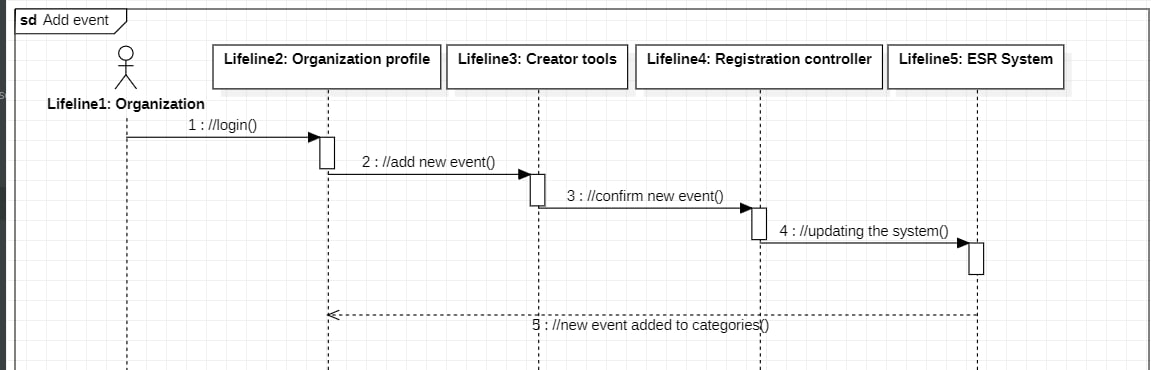 sd Add event
Lifeline2: Organization profile
Lifeline3: Creator tools
Lifeline4: Registration controller
Lifeline5: ESR System
Lifeline1: Organization
1 : //login()
2 : //add new event()
3 : //confirm new event()
4 : //updating the system()
5 : //new event added to categories()